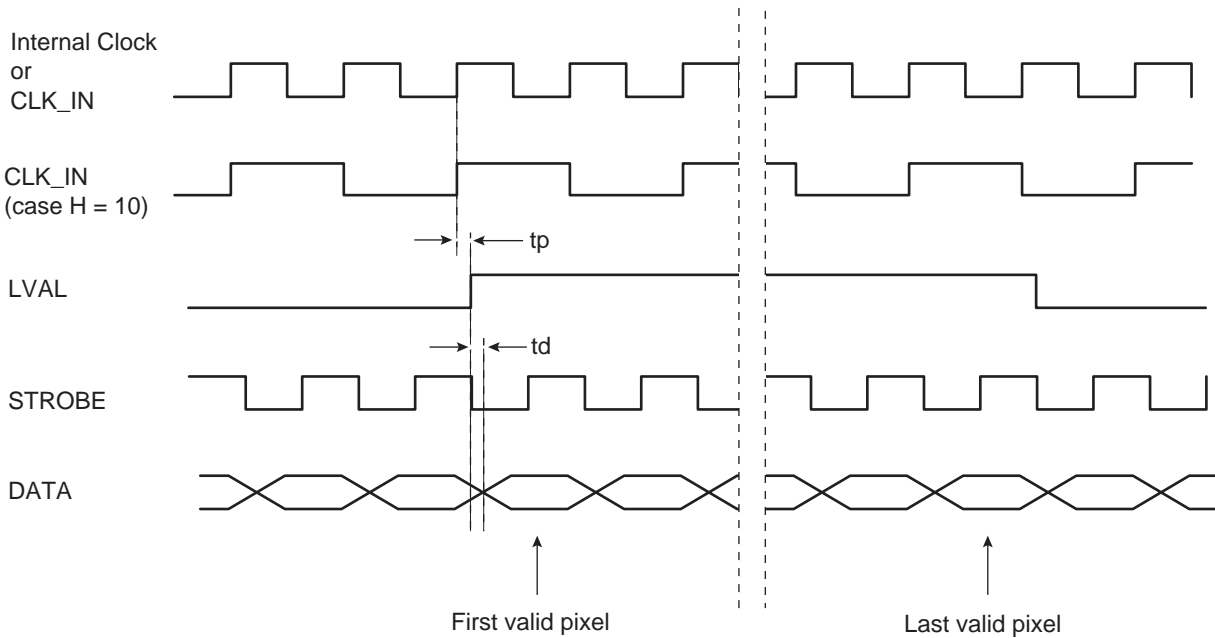 Internal Clock
or
CLK_IN
CLK_IN
(case H = 10)
tp
LVAL
td
STROBE
DATA
First valid pixel
Last valid pixel